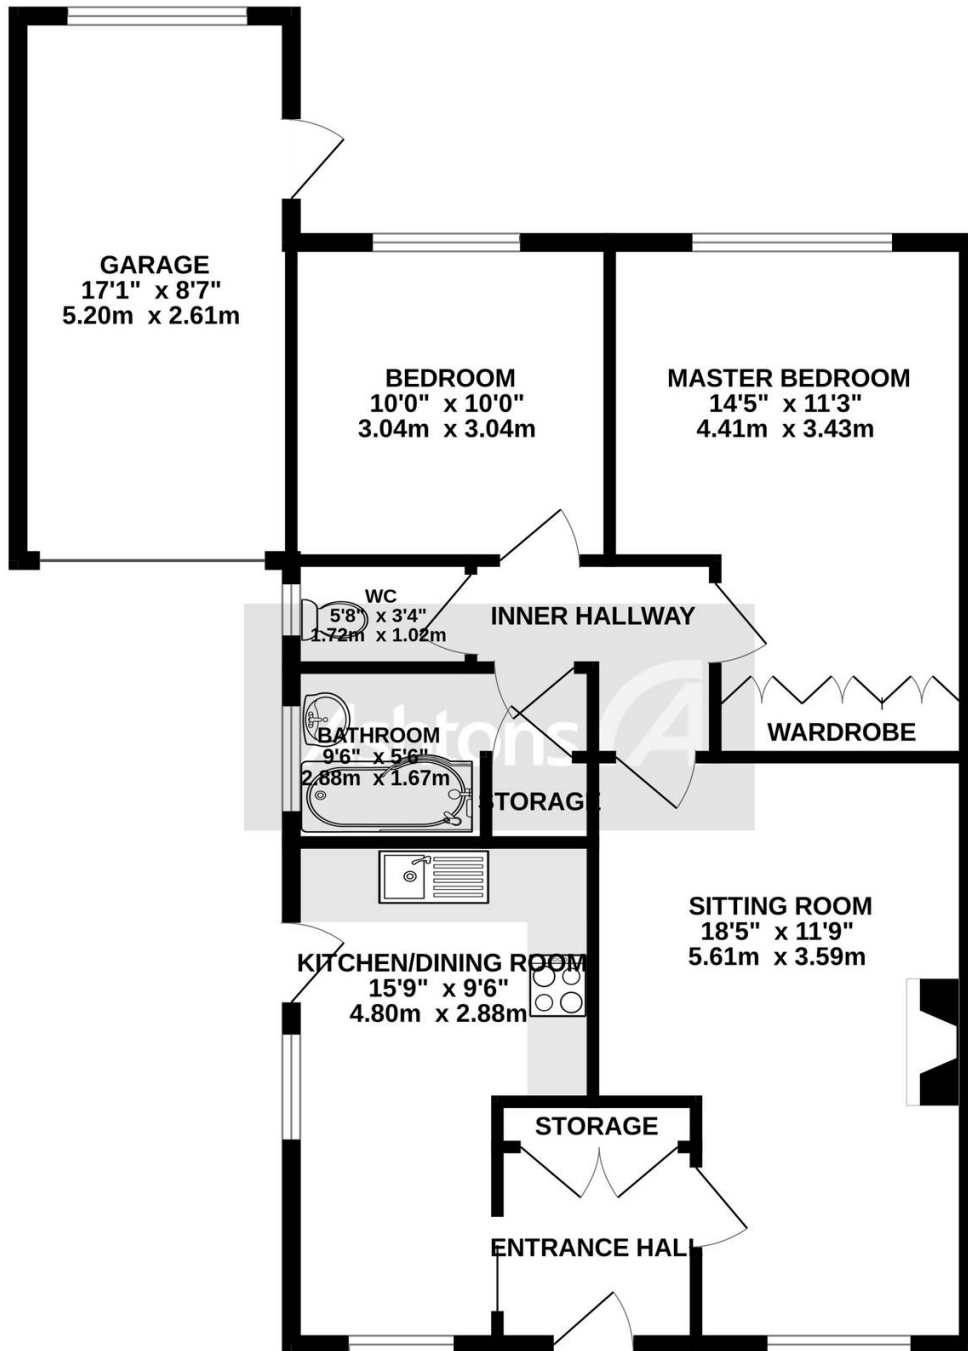 GARAGE
17'1" x 8'7"
5.20m x 2.61m
BEDROOM
10'0" x 10'0"
3.04m x 3.04m
MASTER BEDROOM
14'5" x 11'3"
4.41m x 3.43m
WC
5'8" x 3'4"
1.72m x 1.02m
INNER HALLWAY
WARDROBE
Ashtons
BATHROOM
9'6" x 5'6"
2.88m x 1.67m
STORAGE
SITTING ROOM
18'5" x 11'9"
5.61m x 3.59m
KITCHEN/DINING ROOM
15'9" x 9'6"
4.80m x 2.88m
STORAGE
ENTRANCE HALL